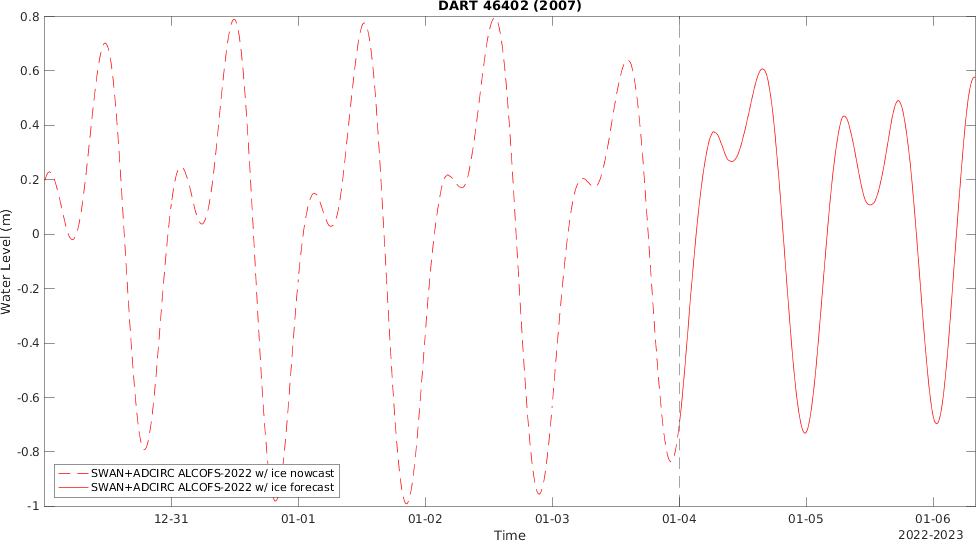 DART 46402 (2007)
0.8
0.6
0.4
0.2
0
-0.2
-0.4
-0.6
-0.8
-1
Water Level (m)
SWAN+ADCIRC ALCOFS-2022 w/ ice nowcast
SWAN+ADCIRC ALCOFS-2022 w/ ice forecast
12-31 01-01 01-02 01-03 01-04 01-05 01-06
Time
2022-2023